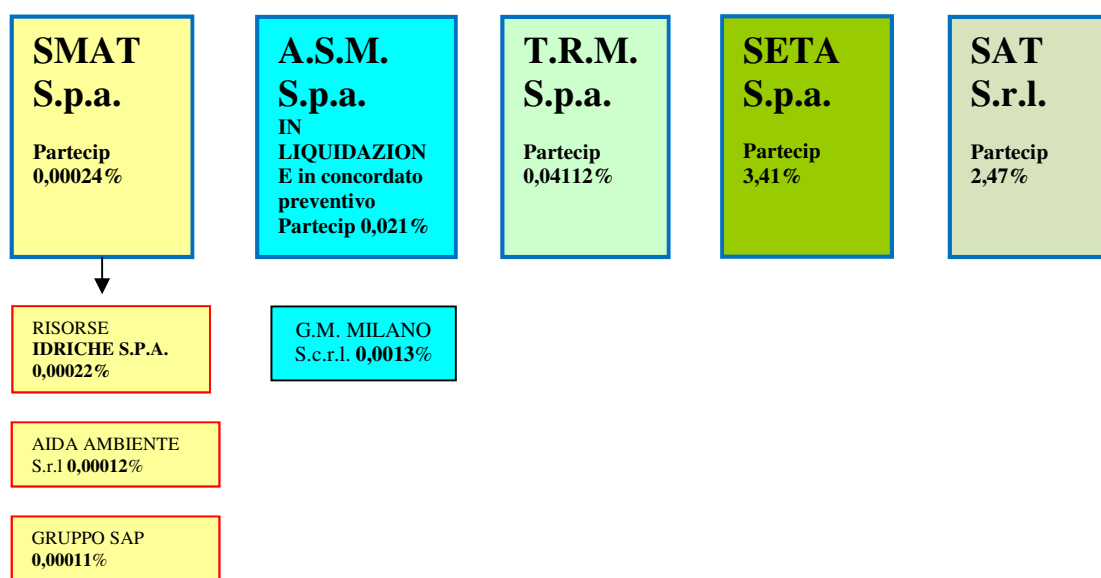 SMAT
S.p.a.
Partecip
0,00024%
A.S.M.
S.p.a.
IN
LIQUIDAZION
E in concordato
preventivo
Partecip 0,021%
T.R.M.
S.p.a.
Partecip
0,04112%
SETA
S.p.a.
Partecip
3,41%
SAT
S.r.l.
Partecip
2,47%
RISORSE
IDRICHE S.P.A.
0,00022%
G.M. MILANO
S.c.r.l. 0,0013%
AIDA AMBIENTE
S.r.l 0,00012%
GRUPPO SAP
0,00011%